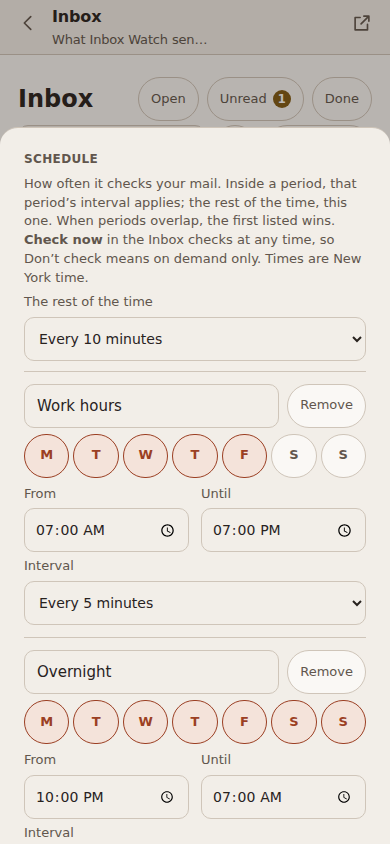 Inbox
What Inbox Watch sen…
Inbox
Open
Unread 1
Done
SCHEDULE
How often it checks your mail. Inside a period, that
period’s interval applies; the rest of the time, this
one. When periods overlap, the first listed wins.
Check now in the Inbox checks at any time, so
Don’t check means on demand only. Times are New
York time.
The rest of the time
Every 10 minutes
Work hours
Remove
M T W T F S S
From
Until
07:00 AM
07:00 PM
Interval
Every 5 minutes
Overnight
Remove
M T W T F S S
From
Until
10:00 PM
07:00 AM
Interval